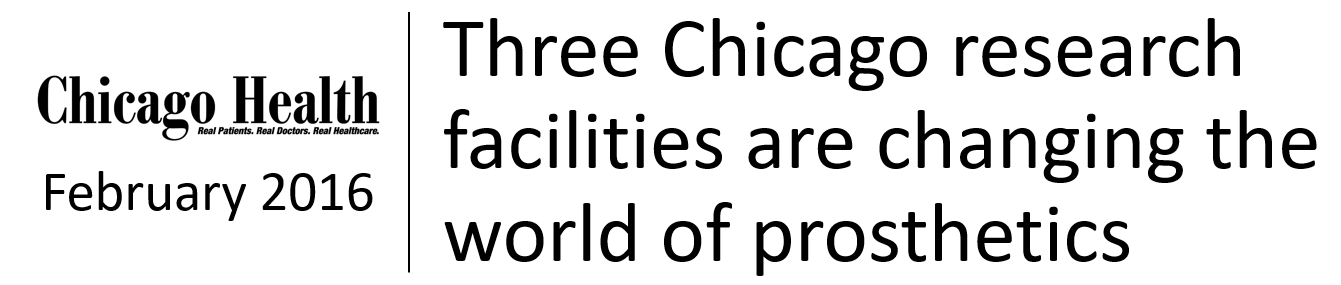 Chicago Health
Real Patients. Real Doctors. Real Healthcare.
February 2016
Three Chicago research
facilities are changing the
world of prosthetics